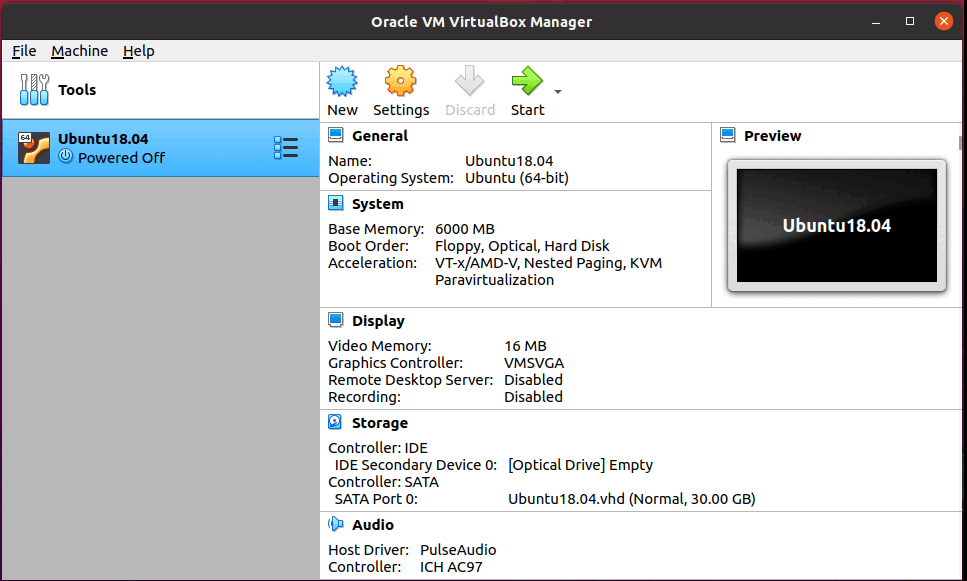 Oracle VM VirtualBox Manager
File Machine Help
Tools
New Settings Discard Start
64
Ubuntu18.04
Powered Off
General
Name: Ubuntu18.04
Operating System: Ubuntu (64-bit)
Preview
Ubuntu18.04
System
Base Memory: 6000 MB
Boot Order: Floppy, Optical, Hard Disk
Acceleration: VT-x/AMD-V, Nested Paging, KVM
Paravirtualization
Display
Video Memory: 16 MB
Graphics Controller: VMSVGA
Remote Desktop Server: Disabled
Recording: Disabled
Storage
Controller: IDE
IDE Secondary Device 0: [Optical Drive] Empty
Controller: SATA
SATA Port 0: Ubuntu18.04.vhd (Normal, 30.00 GB)
Audio
Host Driver: PulseAudio
Controller: ICH AC97